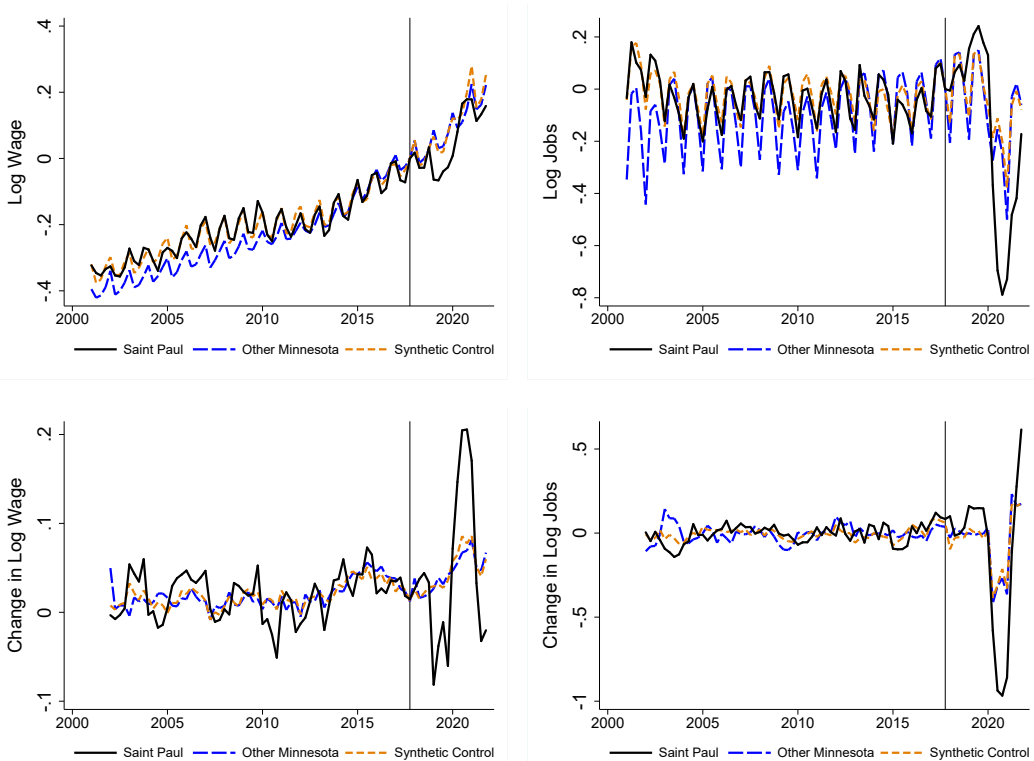 Log Wage
.4
.2
0
-.2
-.4
2000 2005 2010 2015 2020
Saint Paul Other Minnesota Synthetic Control
Log Jobs
.2
0
-.2
-.4
-.6
-.8
2000 2005 2010 2015 2020
Saint Paul Other Minnesota Synthetic Control
Change in Log Wage
.2
.1
0
-.1
2000 2005 2010 2015 2020
Saint Paul Other Minnesota Synthetic Control
Change in Log Jobs
.5
0
-.5
-1
2000 2005 2010 2015 2020
Saint Paul Other Minnesota Synthetic Control